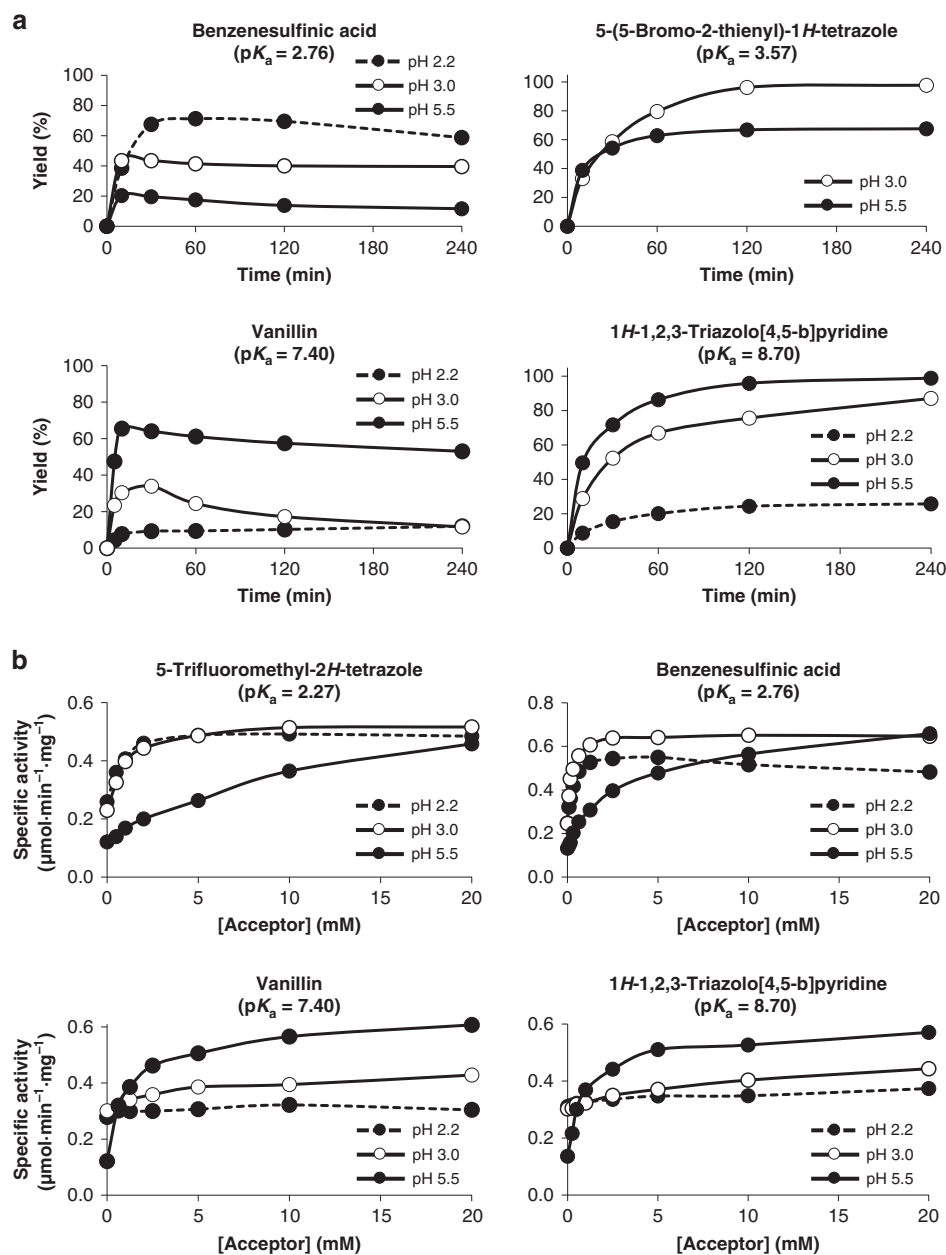 a
Benzenesulfinic acid
(pKa = 2.76)
pH 2.2
pH 3.0
pH 5.5
Yield (%)
100
80
60
40
20
0
0 60 120 180 240
Time (min)
5-(5-Bromo-2-thienyl)-1H-tetrazole
(pKa = 3.57)
100
80
60
40
20
0
pH 3.0
pH 5.5
0 60 120 180 240
Time (min)
Vanillin
(pKa = 7.40)
pH 2.2
pH 3.0
pH 5.5
Yield (%)
100
80
60
40
20
0
0 60 120 180 240
Time (min)
1H-1,2,3-Triazolo[4,5-b]pyridine
(pKa = 8.70)
100
80
60
40
20
0
pH 2.2
pH 3.0
pH 5.5
0 60 120 180 240
Time (min)
b
5-Trifluoromethyl-2H-tetrazole
(pKa = 2.27)
Specific activity
(μmol·min−1·mg−1)
0.6
0.4
0.2
0.0
pH 2.2
pH 3.0
pH 5.5
0 5 10 15 20
[Acceptor] (mM)
Benzenesulfinic acid
(pKa = 2.76)
0.8
0.6
0.4
0.2
0.0
pH 2.2
pH 3.0
pH 5.5
0 5 10 15 20
[Acceptor] (mM)
Vanillin
(pKa = 7.40)
Specific activity
(μmol·min−1·mg−1)
0.6
0.4
0.2
0.0
pH 2.2
pH 3.0
pH 5.5
0 5 10 15 20
[Acceptor] (mM)
1H-1,2,3-Triazolo[4,5-b]pyridine
(pKa = 8.70)
0.6
0.4
0.2
0.0
pH 2.2
pH 3.0
pH 5.5
0 5 10 15 20
[Acceptor] (mM)